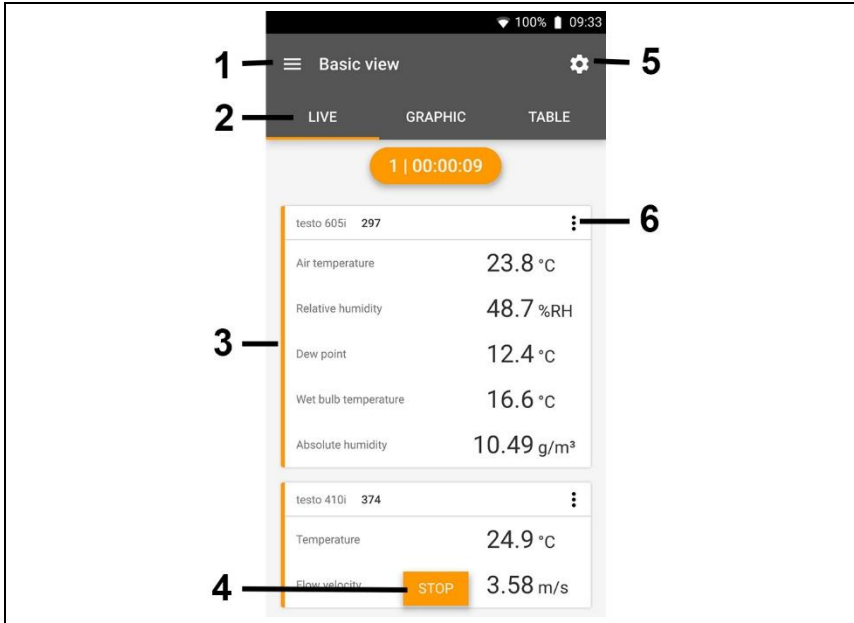 100% 09:33
1 Basic view 5
2 LIVE GRAPHIC TABLE
1 | 00:00:09
testo 605i 297 6
Air temperature 23.8 °C
Relative humidity 48.7 %RH
3 Dew point 12.4 °C
Wet bulb temperature 16.6 °C
Absolute humidity 10.49 g/m³
testo 410i 374
Temperature 24.9 °C
4 Flow velocity STOP 3.58 m/s